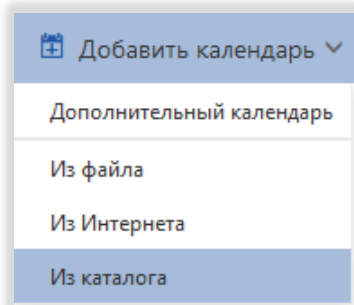 Добавить календарь
Дополнительный календарь
Из файла
Из Интернета
Из каталога